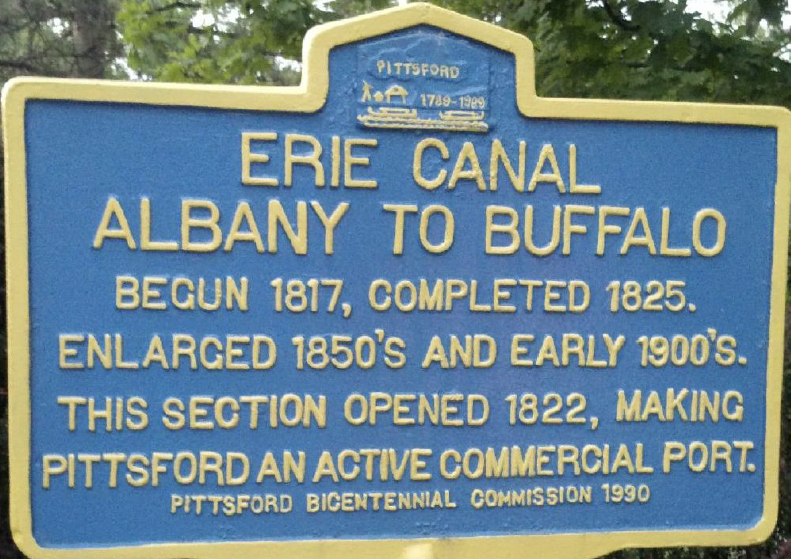 PITTSFORD
1789-1989
ERIE CANAL
ALBANY TO BUFFALO
BEGUN 1817, COMPLETED 1825.
ENLARGED 1850'S AND EARLY 1900'S.
THIS SECTION OPENED 1822, MAKING
PITTSFORD AN ACTIVE COMMERCIAL PORT.
PITTSFORD BICENTENNIAL COMMISSION 1990